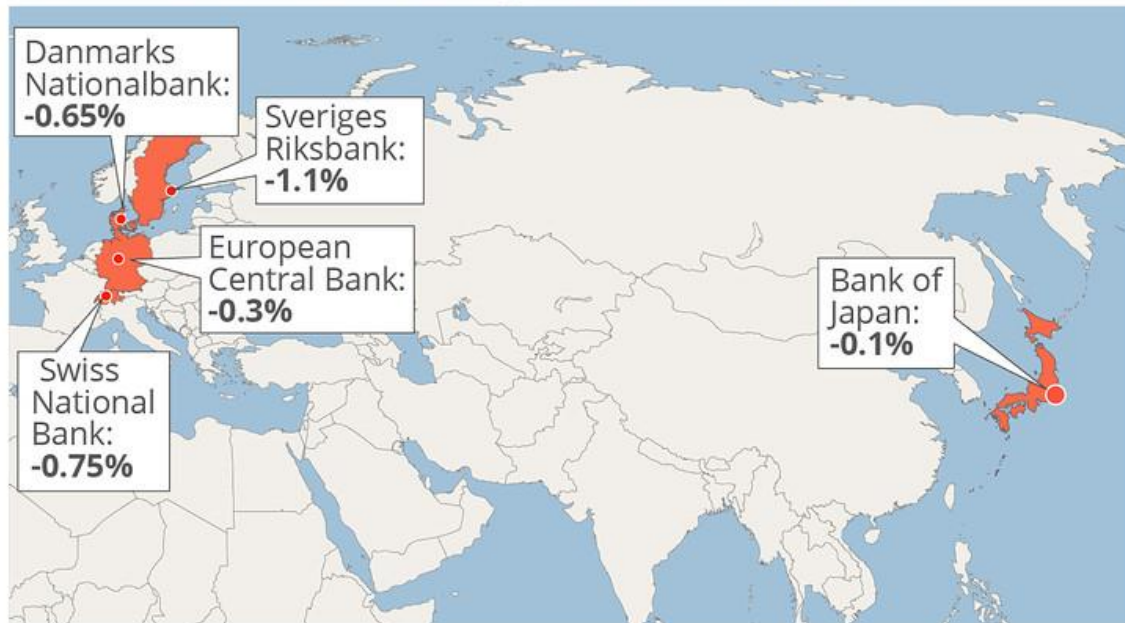 Danmarks
Nationalbank:
-0.65%
Sveriges
Riksbank:
-1.1%
European
Central Bank:
-0.3%
Swiss
National
Bank:
-0.75%
Bank of
Japan:
-0.1%